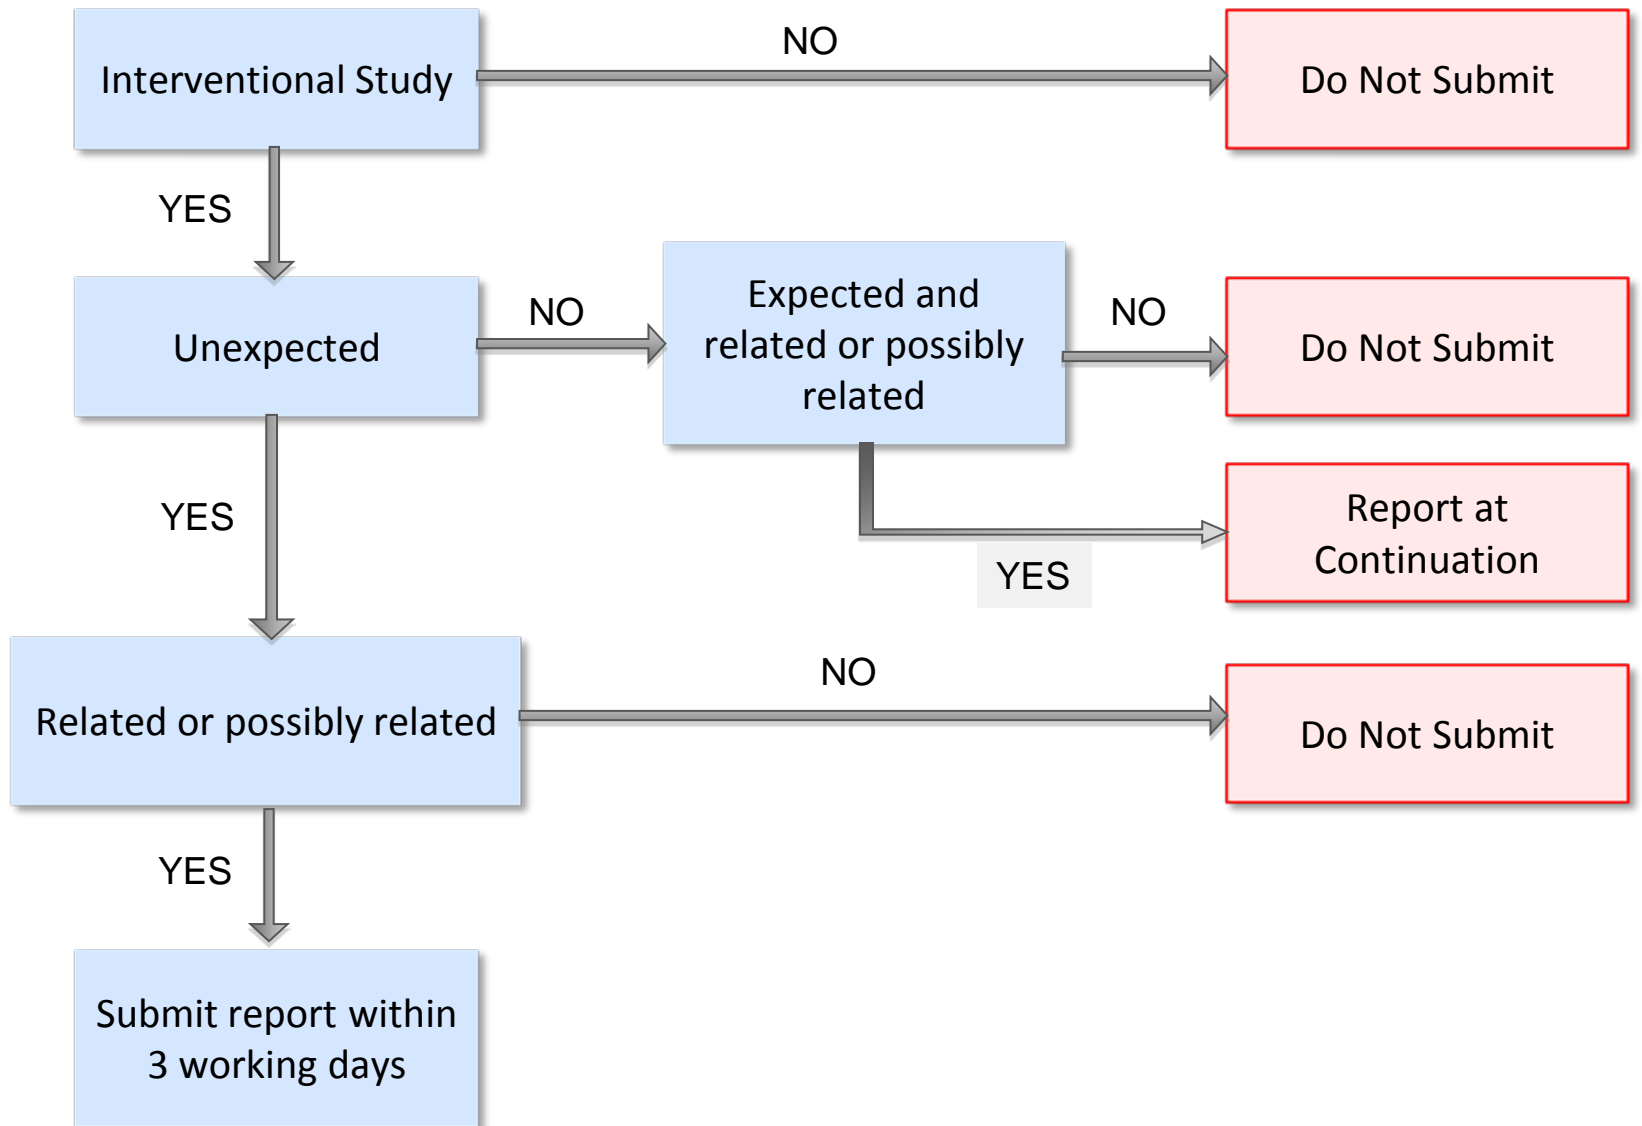 Interventional Study
NO
Do Not Submit
YES
Unexpected
NO
Expected and
related or possibly
related
NO
Do Not Submit
YES
Report at
Continuation
YES
Related or possibly related
NO
Do Not Submit
YES
Submit report within
3 working days